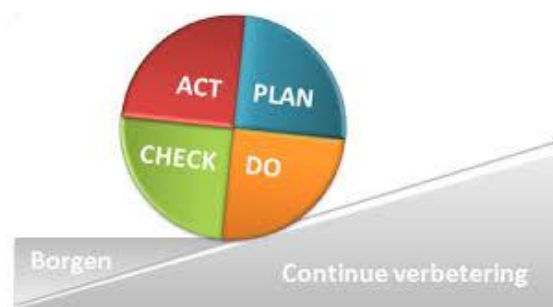 ACT
PLAN
CHECK
DO
Borgen
Continue verbetering